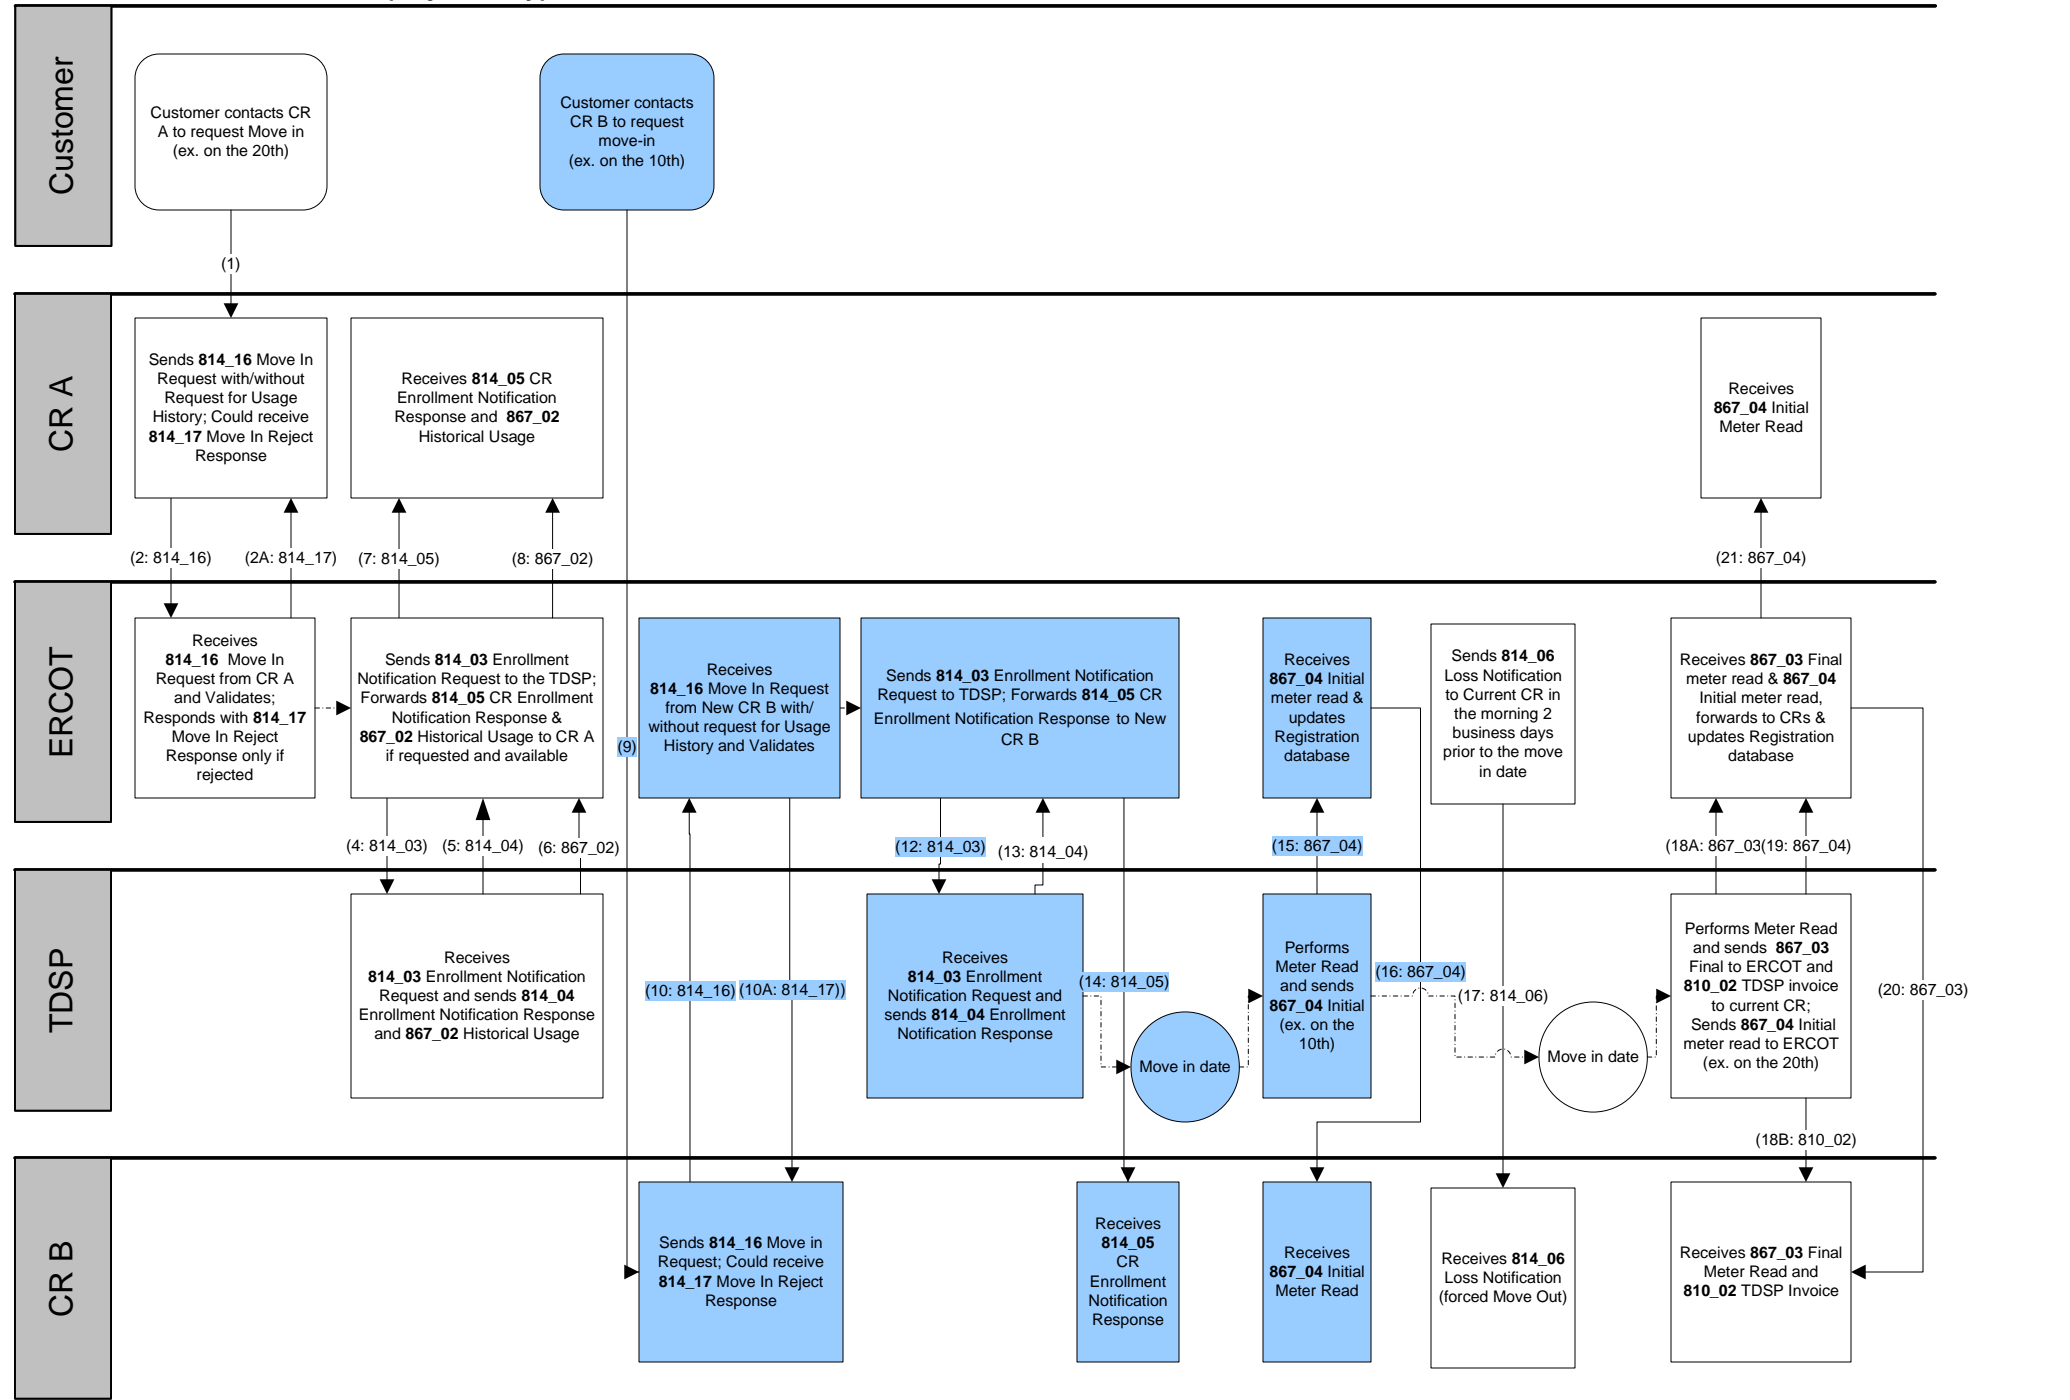 Customer
Customer contacts CR
A to request Move in
(ex. on the 20th)
Customer contacts
CR B to request
move-in
(ex. on the 10th)
(1)
CR A
Sends 814_16 Move In
Request with/without
Request for Usage
History; Could receive
814_17 Move In Reject
Response
Receives 814_05 CR
Enrollment Notification
Response and 867_02
Historical Usage
Receives
867_04 Initial
Meter Read
(2: 814_16)
(2A: 814_17)
(7: 814_05)
(8: 867_02)
(21: 867_04)
ERCOT
Receives
814_16 Move In
Request from CR A
and Validates;
Responds with 814_17
Move In Reject
Response only if
rejected
Sends 814_03 Enrollment
Notification Request to the TDSP;
Forwards 814_05 CR Enrollment
Notification Response &
867_02 Historical Usage to CR A
if requested and available
(9)
Receives
814_16 Move In Request
from New CR B with/
without request for Usage
History and Validates
Sends 814_03 Enrollment Notification
Request to TDSP; Forwards 814_05 CR
Enrollment Notification Response to New
CR B
Receives
867_04 Initial
meter read &
updates
Registration
database
Sends 814_06
Loss Notification
to Current CR in
the morning 2
business days
prior to the move
in date
Receives 867_03 Final
meter read & 867_04
Initial meter read,
forwards to CRs &
updates Registration
database
(4: 814_03)
(5: 814_04)
(6: 867_02)
(12: 814_03)
(13: 814_04)
(15: 867_04)
(18A: 867_03
(19: 867_04)
TDSP
Receives
814_03 Enrollment Notification
Request and sends 814_04
Enrollment Notification Response
and 867_02 Historical Usage
(10: 814_16)
(10A: 814_17))
Receives
814_03 Enrollment
Notification Request and
sends 814_04 Enrollment
Notification Response
(14: 814_05)
Move in date
Performs
Meter Read
and sends
867_04 Initial
(ex. on the
10th)
(16: 867_04)
(17: 814_06)
Move in date
Performs Meter Read
and sends 867_03
Final to ERCOT and
810_02 TDSP invoice
to current CR;
Sends 867_04 Initial
meter read to ERCOT
(ex. on the 20th)
(20: 867_03)
(18B: 810_02)
CR B
Sends 814_16 Move in
Request; Could receive
814_17 Move In Reject
Response
Receives
814_05
CR
Enrollment
Notification
Response
Receives
867_04 Initial
Meter Read
Receives 814_06
Loss Notification
(forced Move Out)
Receives 867_03 Final
Meter Read and
810_02 TDSP Invoice